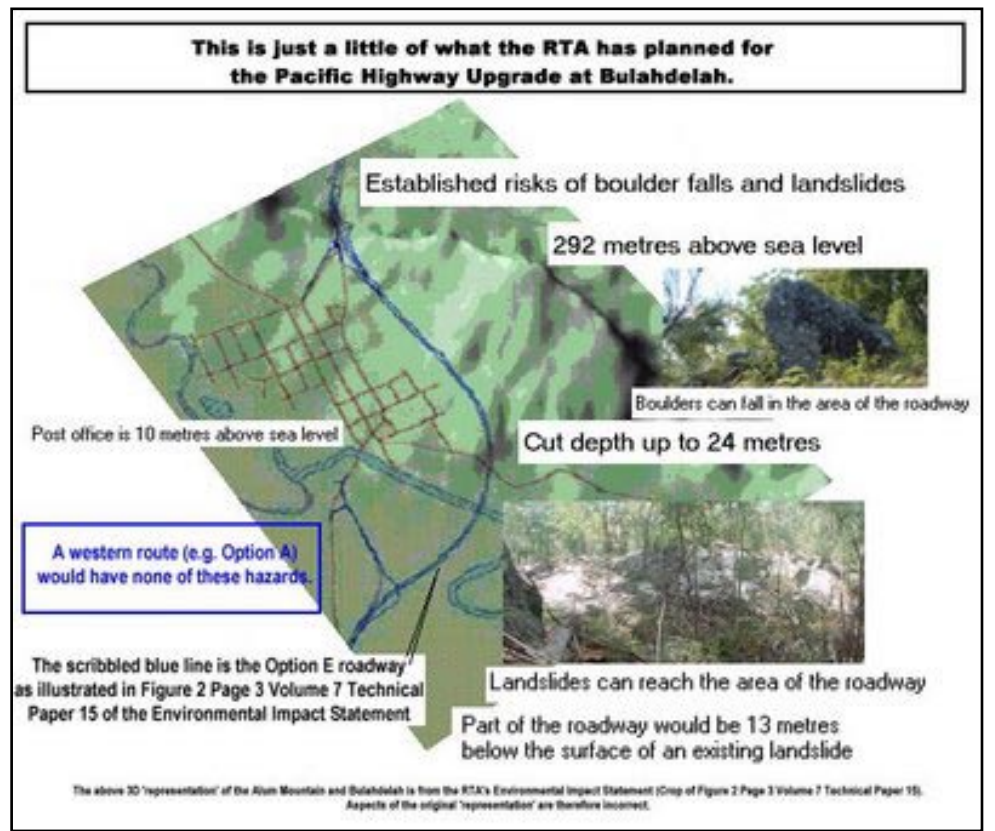 This is just a little of what the RTA has planned for
the Pacific Highway Upgrade at Bulahdelah.
Established risks of boulder falls and landslides
292 metres above sea level
Boulders can fall in the area of the roadway
Post office is 10 metres above sea level
Cut depth up to 24 metres
A western route (e.g. Option A)
would have none of these hazards.
The scribbled blue line is the Option E roadway
as illustrated in Figure 2 Page 3 Volume 7 Technical
Paper 15 of the Environmental Impact Statement
Landslides can reach the area of the roadway
Part of the roadway would be 13 metres
below the surface of an existing landslide
The above 3D 'representation' of the Alum Mountain and Bulahdelah is from the RTA's Environmental Impact Statement (Crop of Figure 2 Page 3 Volume 7 Technical Paper 15).
Aspects of the original 'representation' are therefore incorrect.